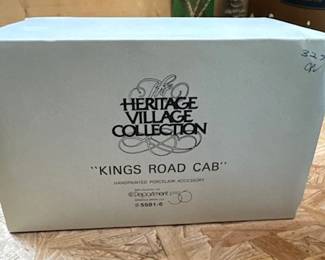 The
HERITAGE
VILLAGE
COLLECTION
"KINGS ROAD CAB"
HANDPAINTED PORCELAIN ACCESSORY
Department 56
5581-6